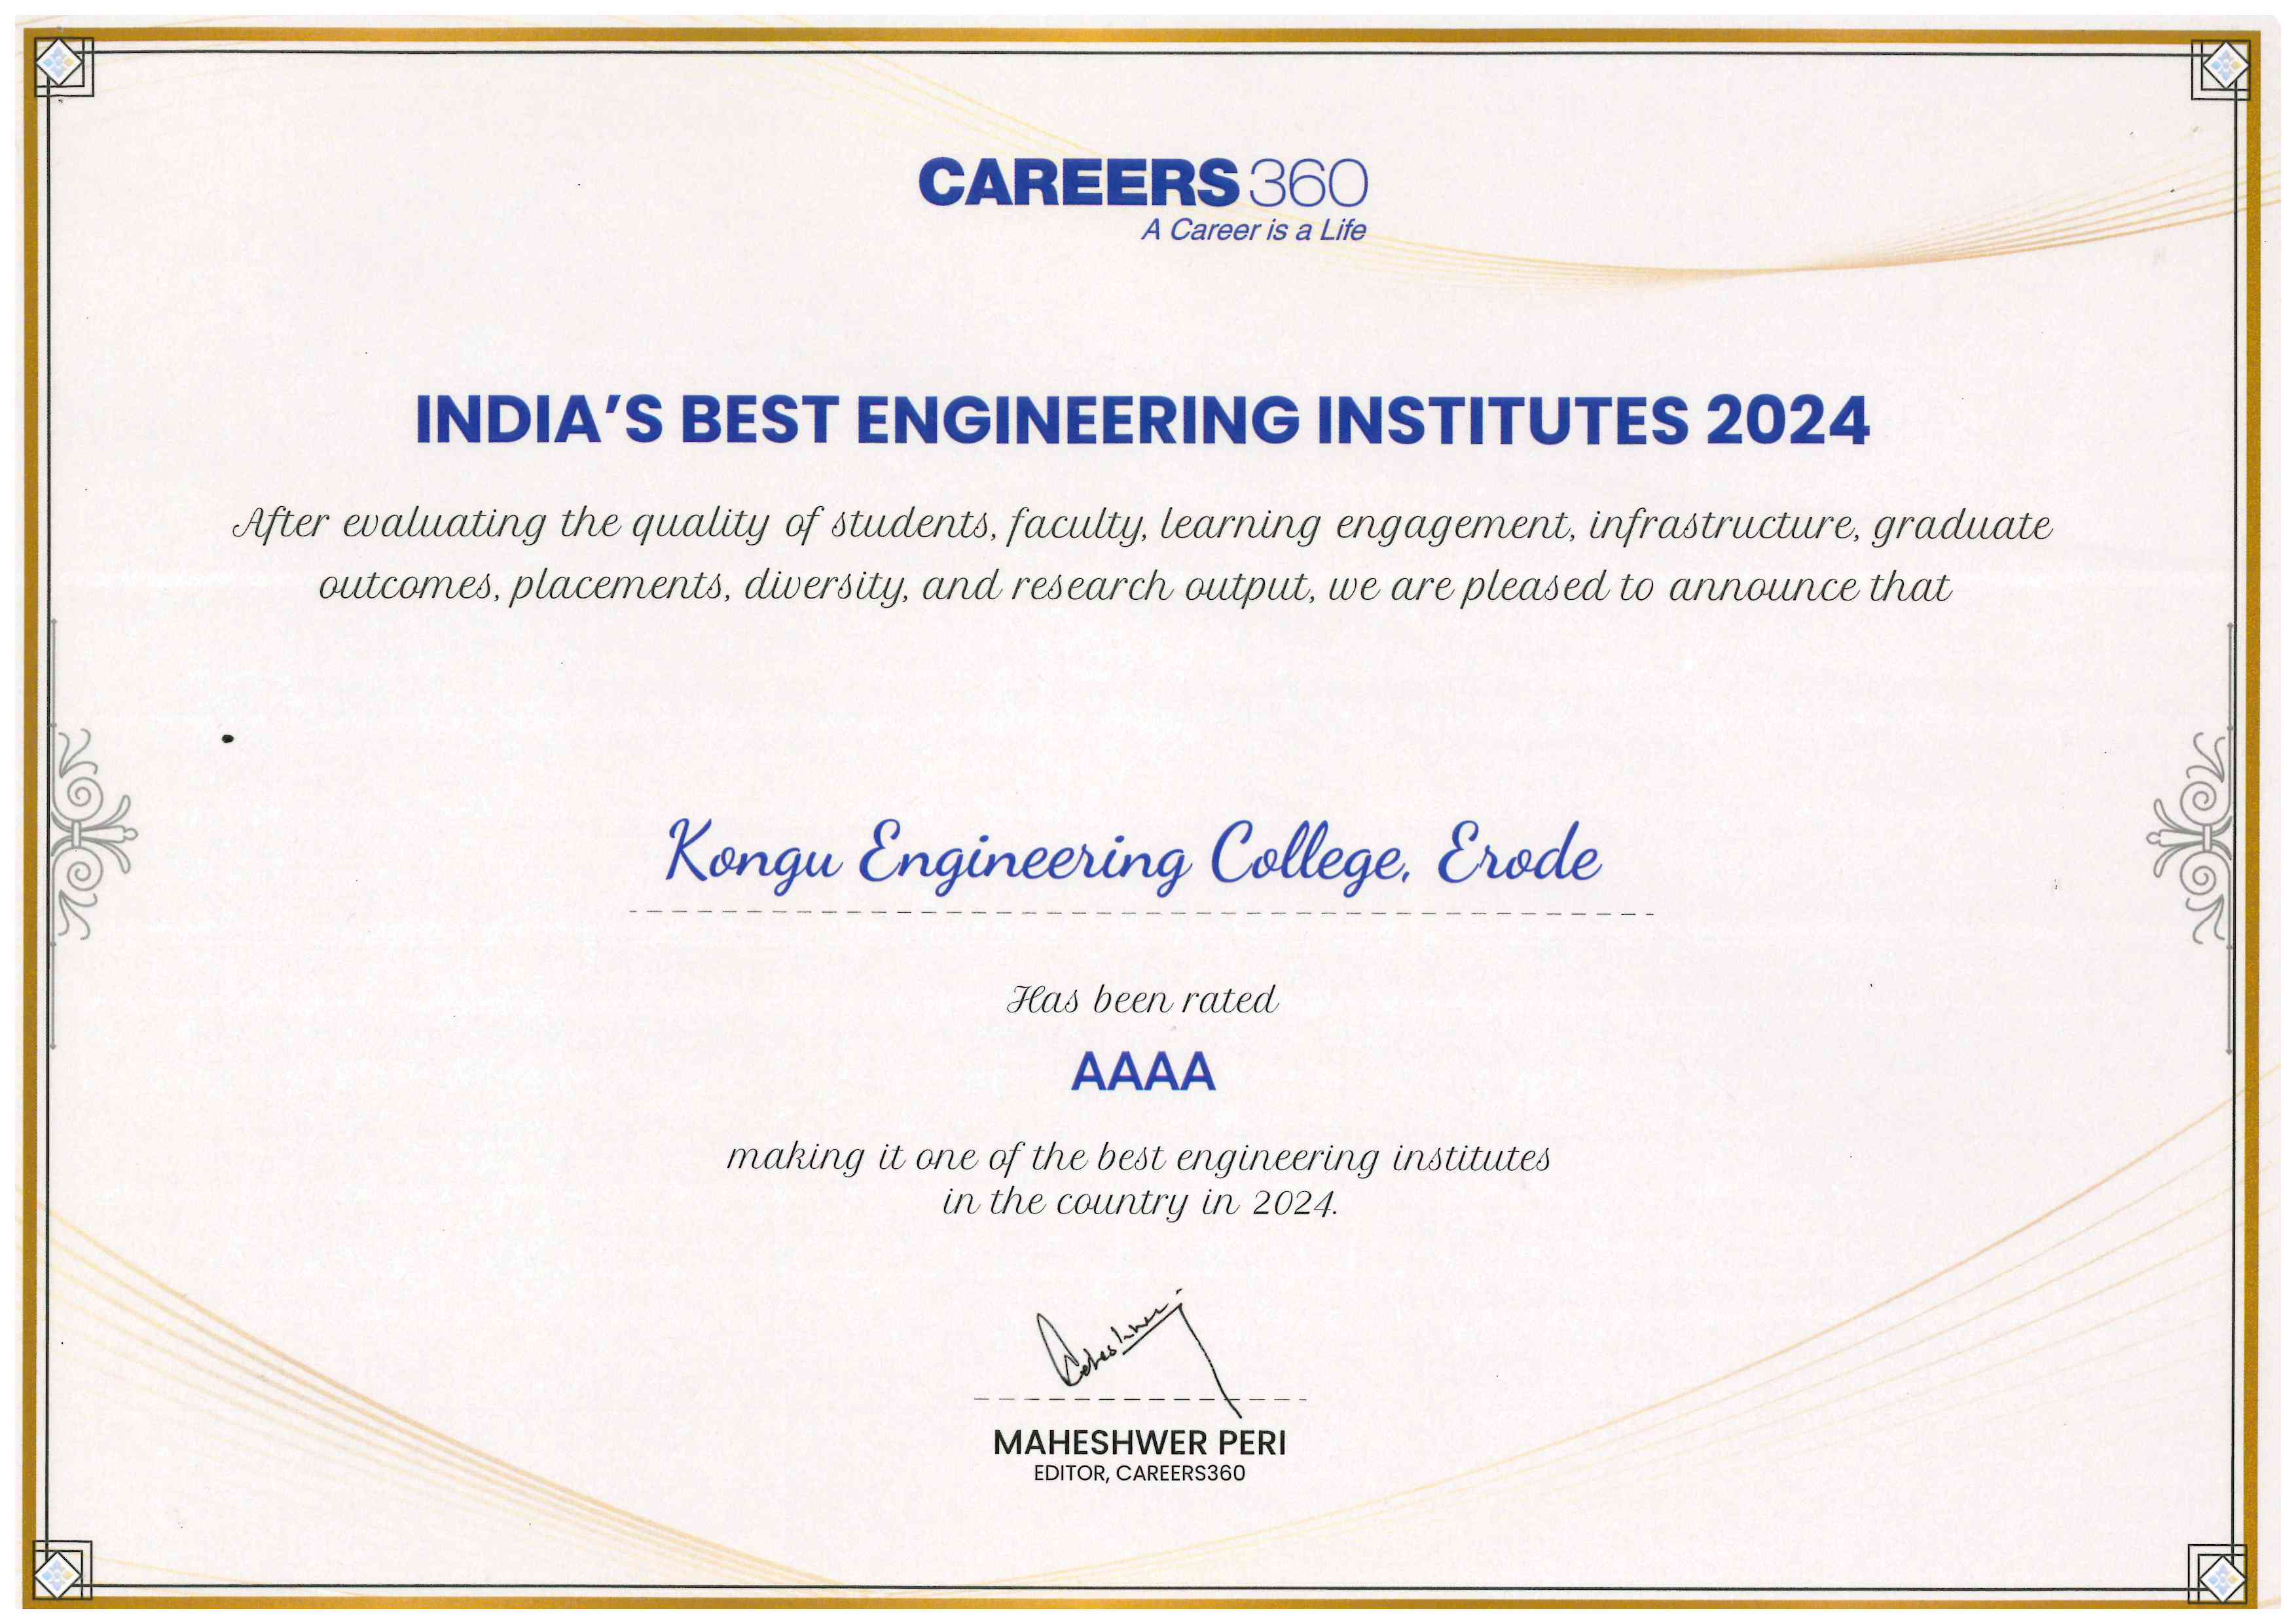 CAREERS360
A Career is a Life
INDIA'S BEST ENGINEERING INSTITUTES 2024
After evaluating the quality of students, faculty, learning engagement, infrastructure, graduate
outcomes, placements, diversity, and research output, we are pleased to announce that
Kongu Engineering College, Erode
Has been rated
AAAA
making it one of the best engineering institutes
in the country in 2024.
MAHESHWER PERI
EDITOR, CAREERS360